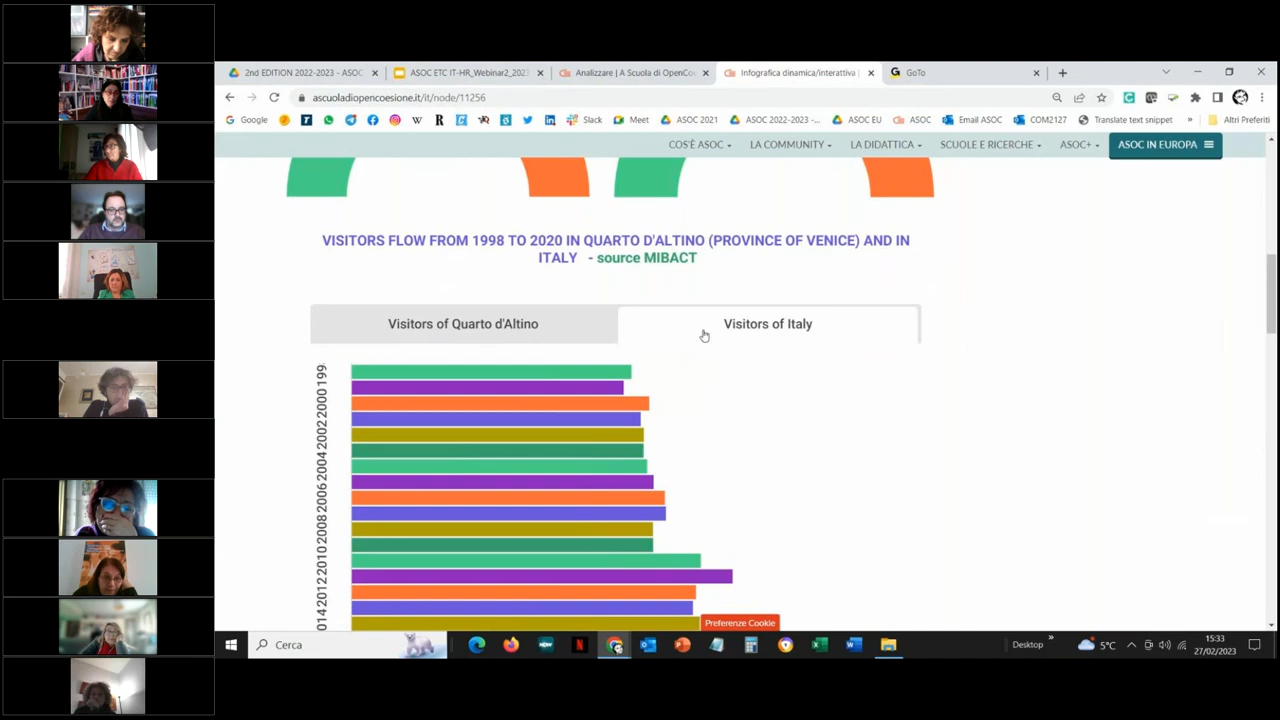 2nd EDITION 2022-2023 - ASOC
ASOC ETC IT-HR_Webinar2_2023
Analizzare | A Scuola di OpenCo
Infografica dinamica/interattiva |
GoTo
ascuoladiopencoesione.it/it/node/11256
Google
Slack
Meet
ASOC 2021
ASOC 2022-2023 -...
ASOC EU
ASOC
Email ASOC
COM2127
Translate text snippet
Altri Preferiti
COS'È ASOC
LA COMMUNITY
LA DIDATTICA
SCUOLE E RICERCHE
ASOC+
ASOC IN EUROPA
VISITORS FLOW FROM 1998 TO 2020 IN QUARTO D'ALTINO (PROVINCE OF VENICE) AND IN
ITALY - source MIBACT
Visitors of Quarto d'Altino
Visitors of Italy
199
2000
2002
2004
2006
2008
2010
2012
014
Preferenze Cookie
Cerca
Desktop
5°C
15:33
27/02/2023